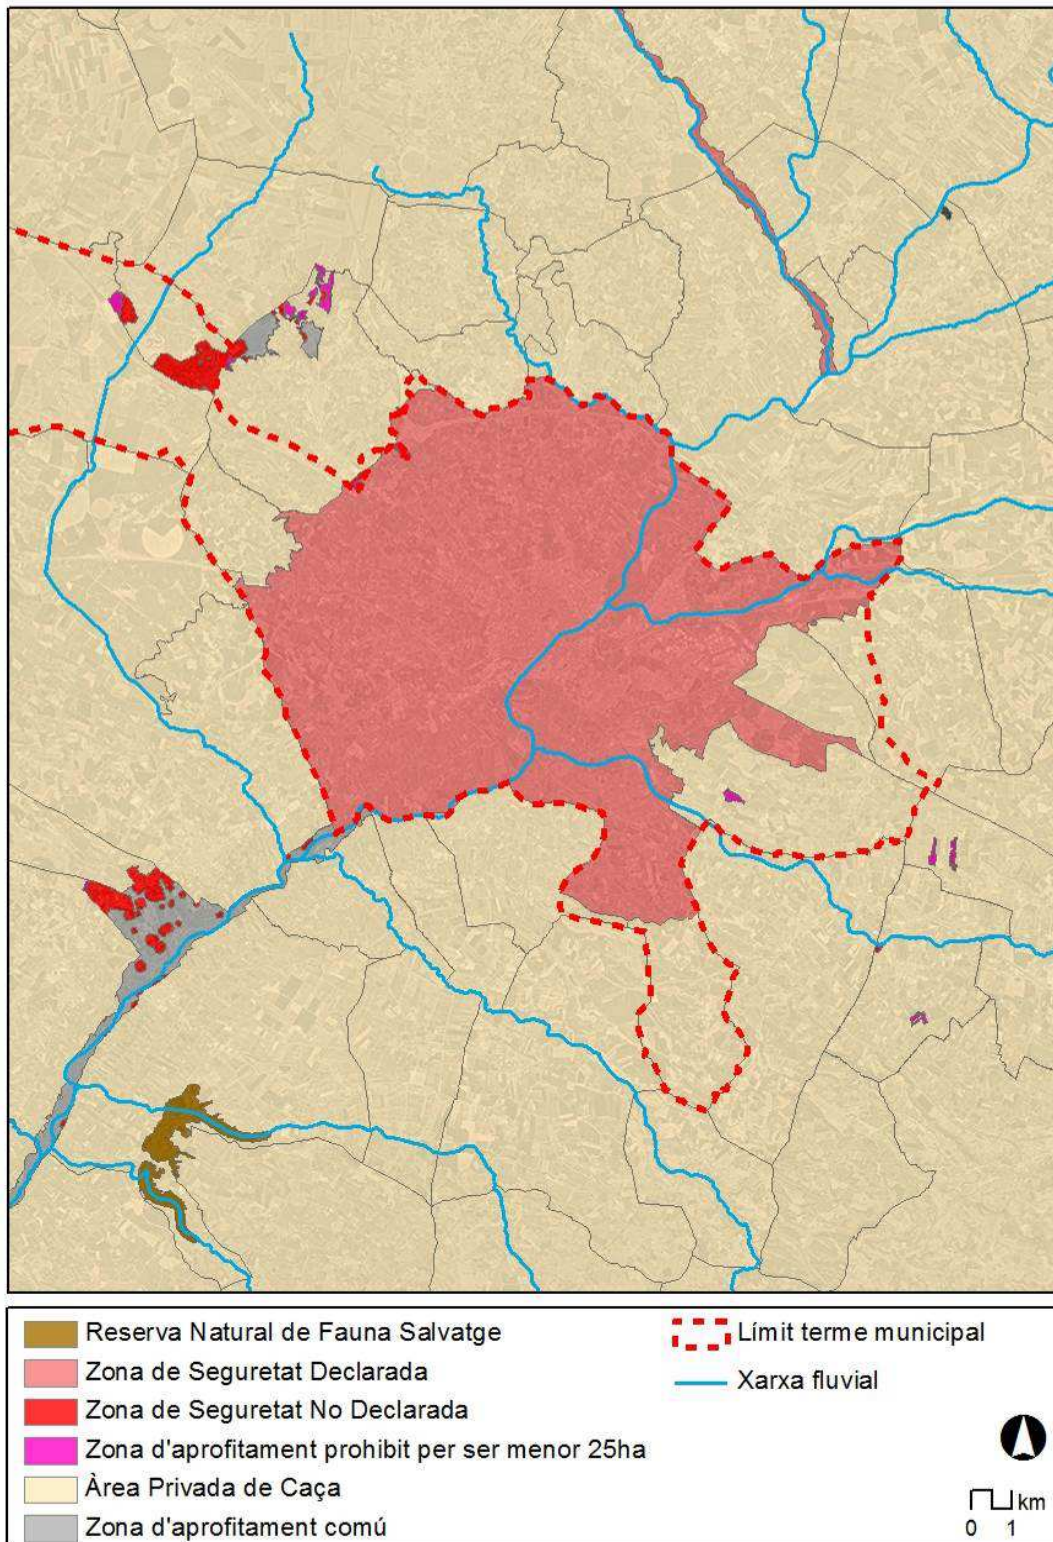 Reserva Natural de Fauna Salvatge
Zona de Seguretat Declarada
Zona de Seguretat No Declarada
Zona d'aprofitament prohibit per ser menor 25ha
Àrea Privada de Caça
Zona d'aprofitament comú
Límit terme municipal
Xarxa fluvial
km
0 1